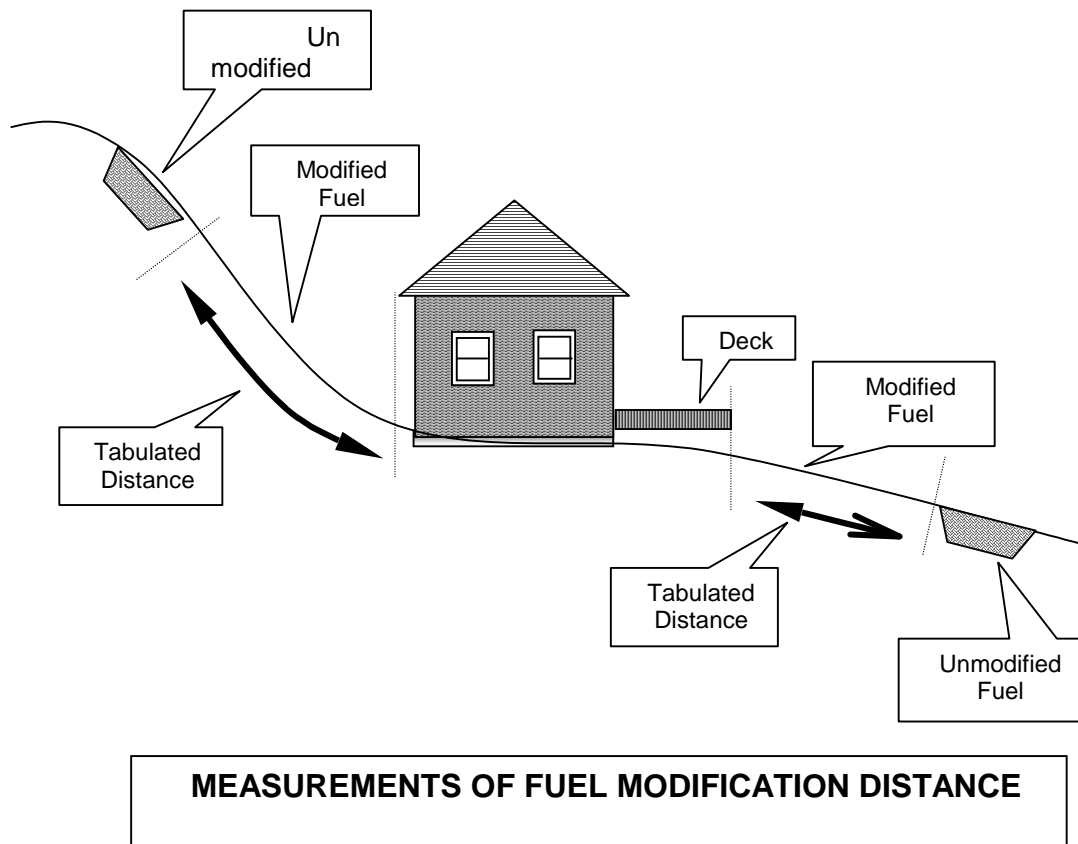 Un
modified
Modified
Fuel
Deck
Modified
Fuel
Tabulated
Distance
Tabulated
Distance
Unmodified
Fuel
MEASUREMENTS OF FUEL MODIFICATION DISTANCE